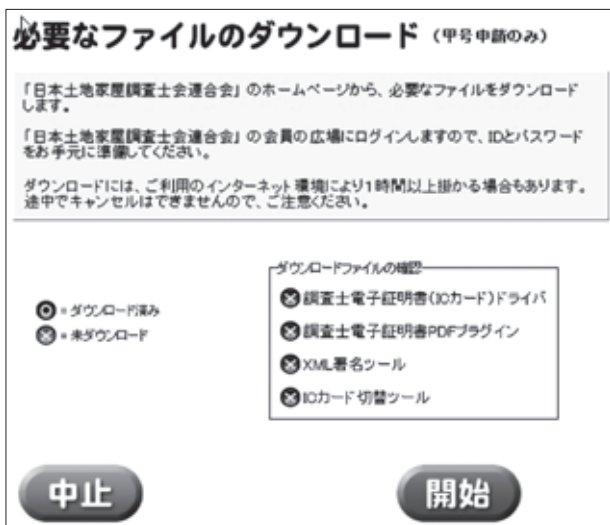 必要なファイルのダウンロード (甲号申請のみ)
「日本土地家屋調査士会連合会」のホームページから、必要なファイルをダウンロード
します。
「日本土地家屋調査士会連合会」の会員の広場にログインしますので、IDとパスワード
をお手元に準備してください。
ダウンロードには、ご利用のインターネット環境により1時間以上掛かる場合もあります。
途中でキャンセルはできませんので、ご注意ください。
ダウンロードファイルの確認
= ダウンロード済み
= 未ダウンロード
調査士電子証明書(ICカード)ドライバ
調査士電子証明書PDFプラグイン
XML署名ツール
ICカード切替ツール
中止
開始